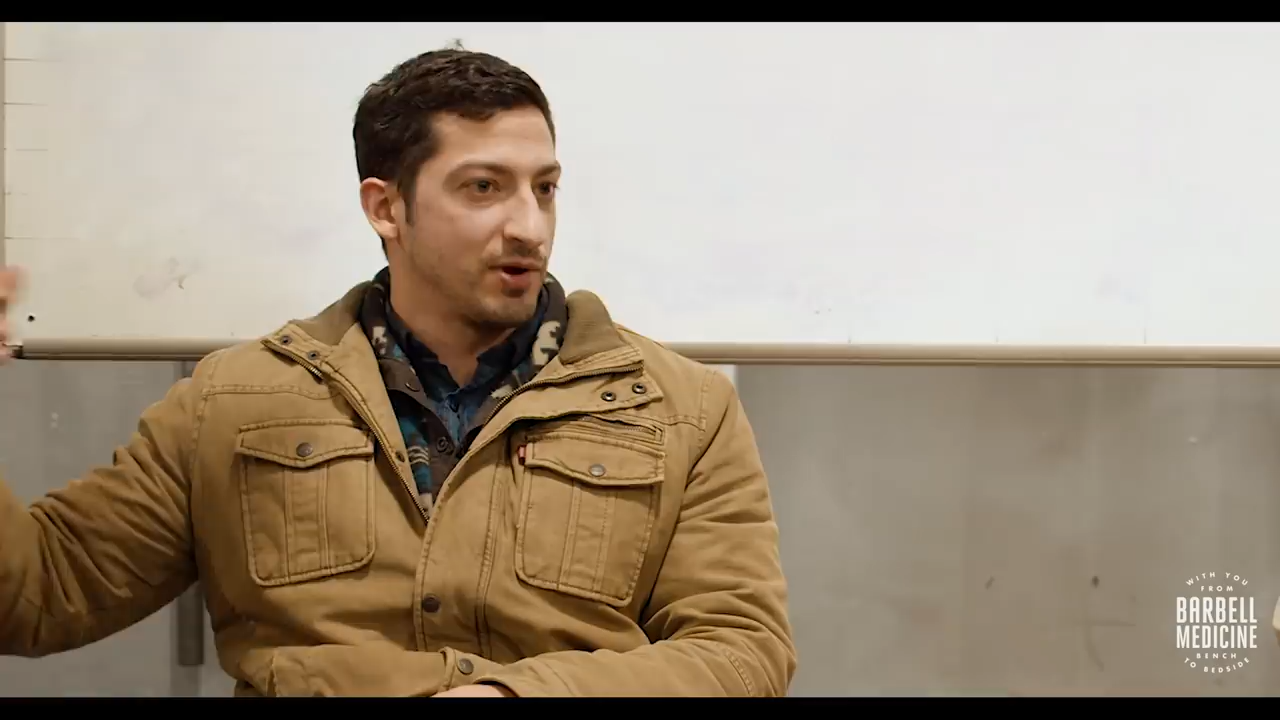 WITH YOU
FROM
BARBELL
MEDICINE
BENCH
TO BEDSIDE